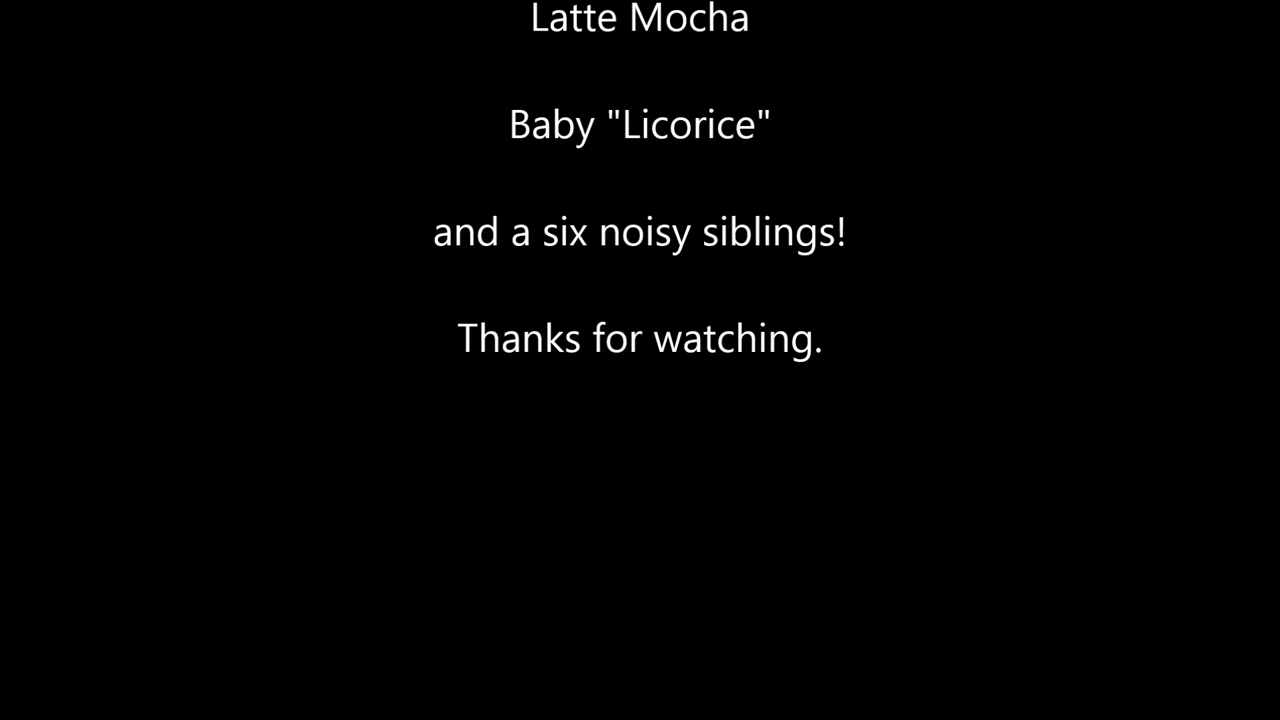 Latte Mocha
Baby "Licorice"
and a six noisy siblings!
Thanks for watching.